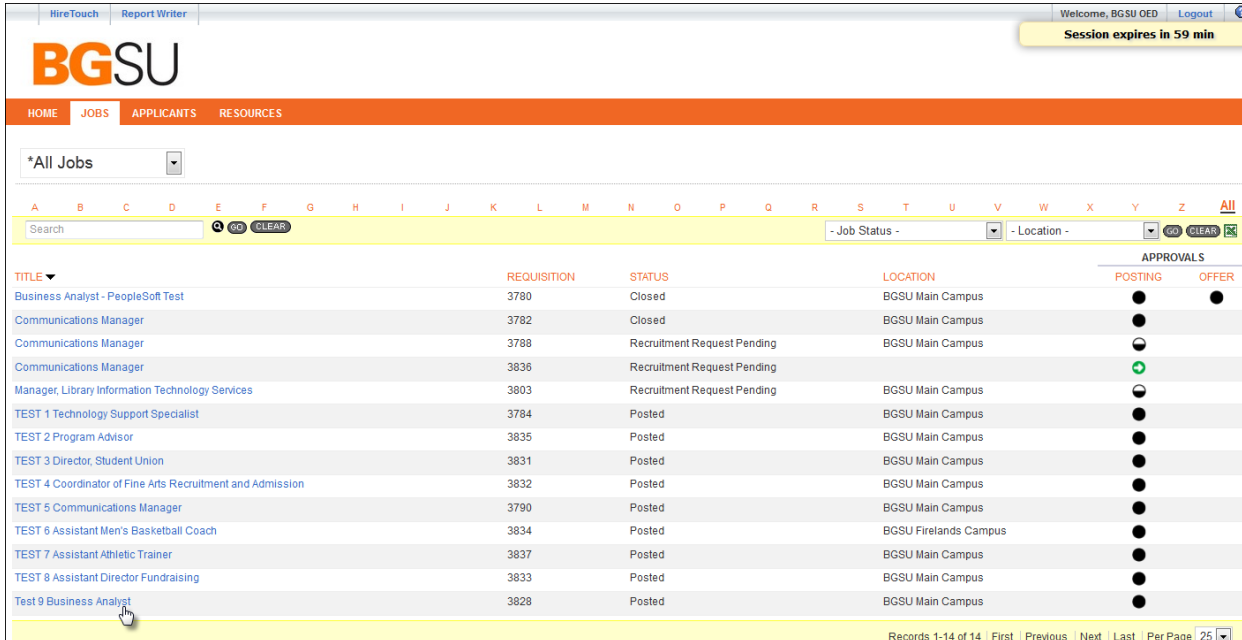 HireTouch Report Writer Welcome, BGSU OED Logout
Session expires in 59 min
BGSU
HOME JOBS APPLICANTS RESOURCES
*All Jobs
A B C D E F G H I J K L M N O P Q R S T U V W X Y Z All
Search GO CLEAR - Job Status - - Location - GO CLEAR
APPROVALS
TITLE REQUISITION STATUS LOCATION POSTING OFFER
Business Analyst - PeopleSoft Test 3780 Closed BGSU Main Campus
Communications Manager 3782 Closed BGSU Main Campus
Communications Manager 3788 Recruitment Request Pending BGSU Main Campus
Communications Manager 3836 Recruitment Request Pending
Manager, Library Information Technology Services 3803 Recruitment Request Pending BGSU Main Campus
TEST 1 Technology Support Specialist 3784 Posted BGSU Main Campus
TEST 2 Program Advisor 3835 Posted BGSU Main Campus
TEST 3 Director, Student Union 3831 Posted BGSU Main Campus
TEST 4 Coordinator of Fine Arts Recruitment and Admission 3832 Posted BGSU Main Campus
TEST 5 Communications Manager 3790 Posted BGSU Main Campus
TEST 6 Assistant Men's Basketball Coach 3834 Posted BGSU Firelands Campus
TEST 7 Assistant Athletic Trainer 3837 Posted BGSU Main Campus
TEST 8 Assistant Director Fundraising 3833 Posted BGSU Main Campus
Test 9 Business Analyst 3828 Posted BGSU Main Campus
Records 1-14 of 14 | First | Previous | Next | Last | Per Page 25